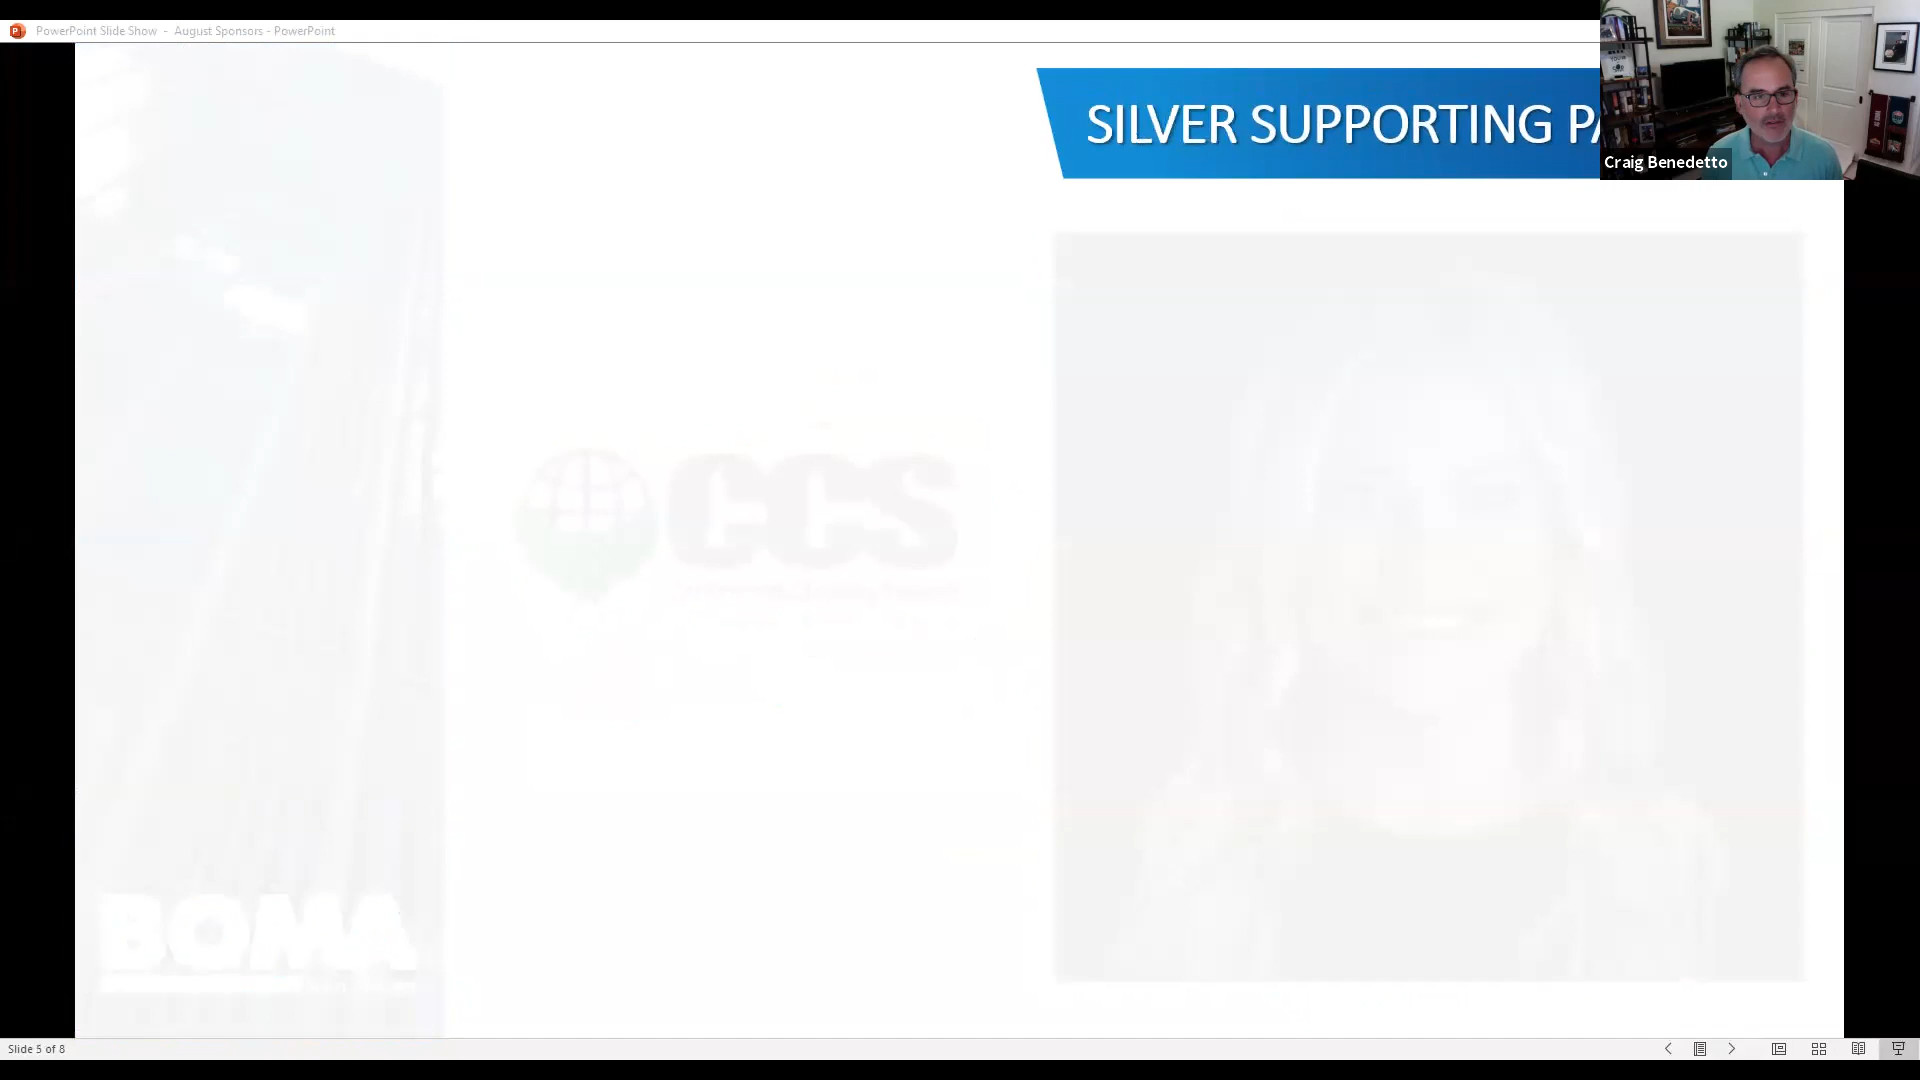 PowerPoint Slide Show - August Sponsors - PowerPoint
SILVER SUPPORTING PA
Craig Benedetto
CCS
BOMA
Slide 5 of 8